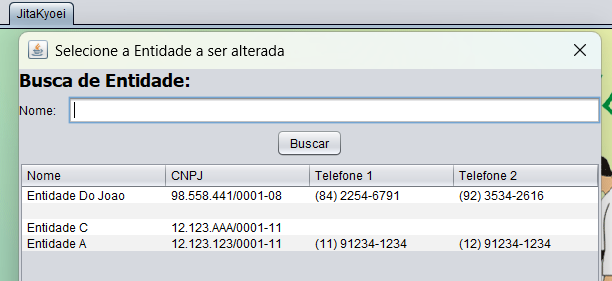 JitaKyoei
Selecione a Entidade a ser alterada
Busca de Entidade:
Nome:
Buscar
Nome CNPJ Telefone 1 Telefone 2
Entidade Do Joao 98.558.441/0001-08 (84) 2254-6791 (92) 3534-2616
Entidade C 12.123.AAA/0001-11
Entidade A 12.123.123/0001-11 (11) 91234-1234 (12) 91234-1234